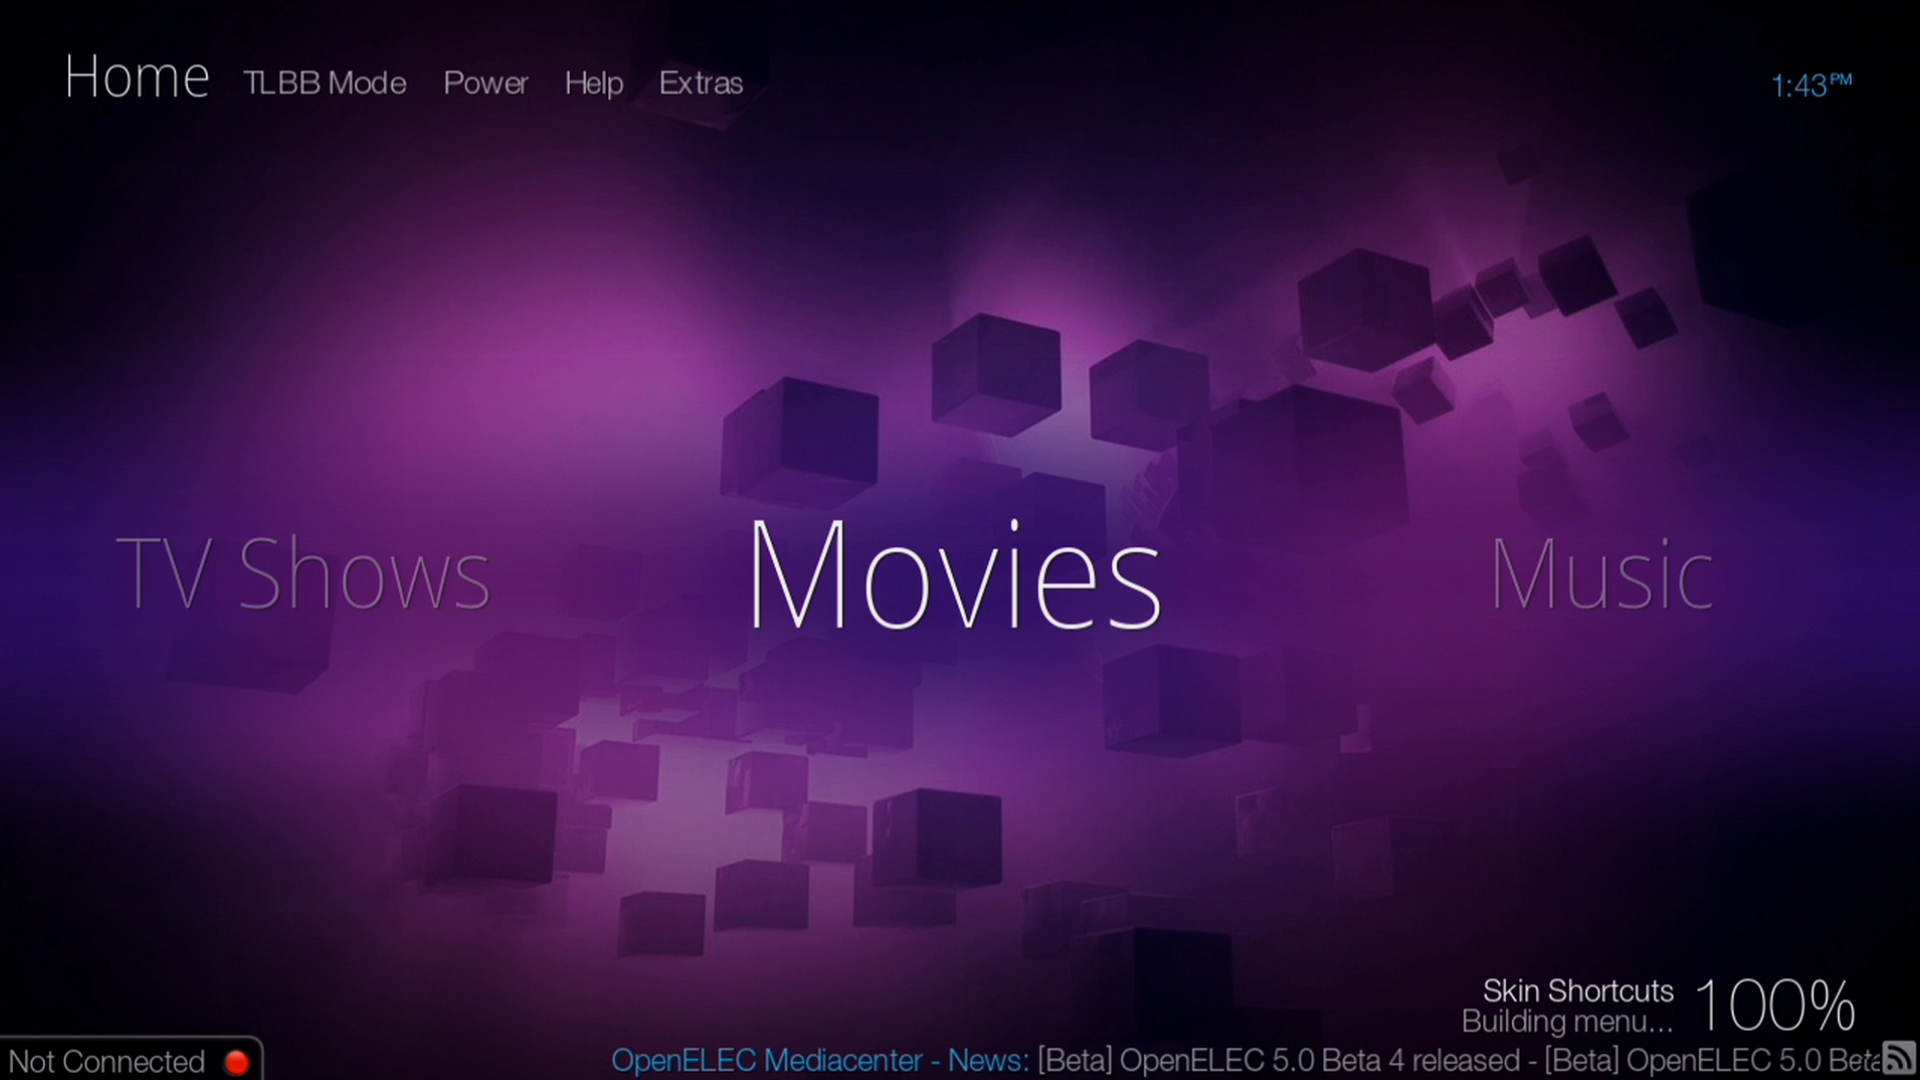 Home TLBB Mode Power Help Extras
1:43PM
TV Shows Movies Music
Skin Shortcuts
Building menu...
100%
Not Connected
OpenELEC Mediacenter - News: [Beta] OpenELEC 5.0 Beta 4 released - [Beta] OpenELEC 5.0 Beta